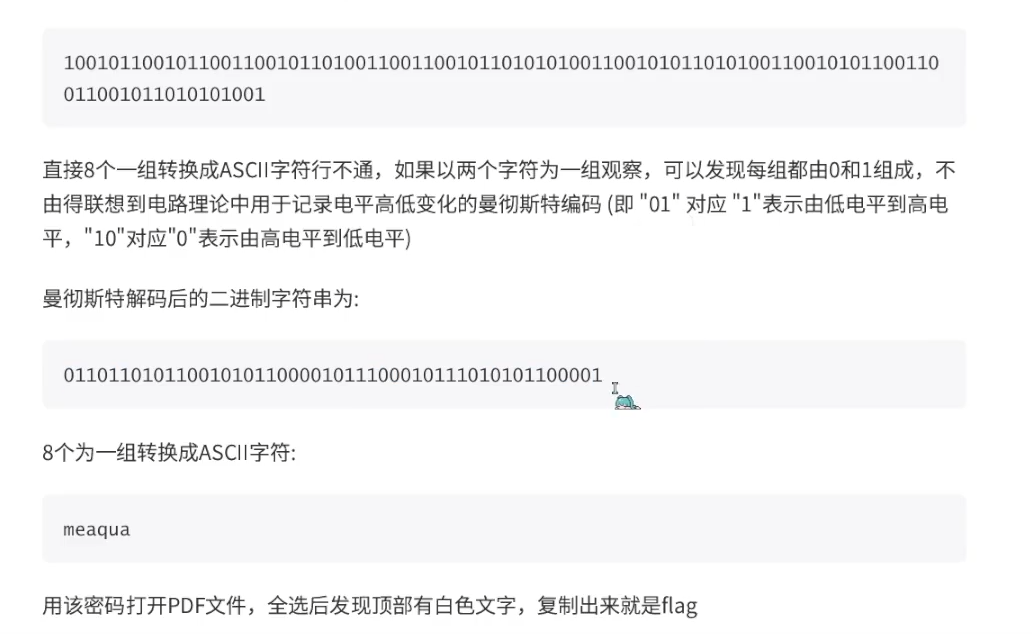 100101100101100110010110100110011001011010101001100101011010100110010101100110
011001011010101001
直接8个一组转换成ASCII字符行不通，如果以两个字符为一组观察，可以发现每组都由0和1组成，不
由得联想到电路理论中用于记录电平高低变化的曼彻斯特编码 (即 "01" 对应 "1"表示由低电平到高电
平，"10"对应"0"表示由高电平到低电平)
曼彻斯特解码后的二进制字符串为:
011011010110010101100001011100010111010101100001
8个为一组转换成ASCII字符:
meaqua
用该密码打开PDF文件，全选后发现顶部有白色文字，复制出来就是flag